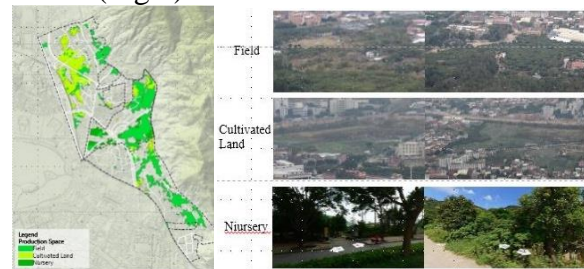 Field
Cultivated
Land
Niursery
Legend
Production Space
Field
Cultivated Land
Nursery